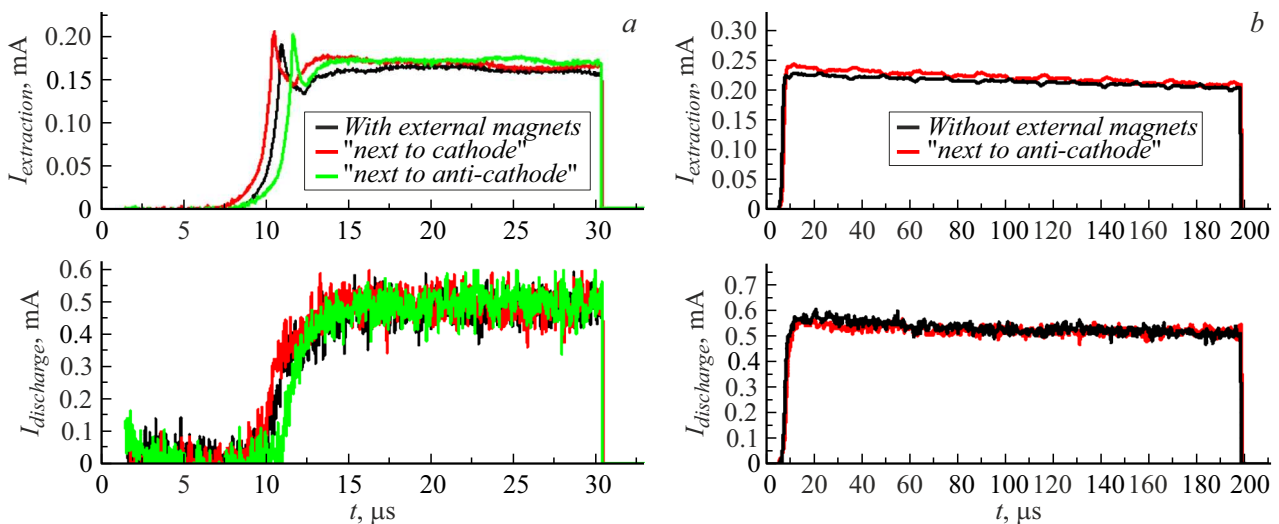 a
I_extraction, mA
0.20
0.15
0.10
0.05
0
With external magnets
"next to cathode"
"next to anti-cathode"
0 5 10 15 20 25 30
b
I_extraction, mA
0.30
0.25
0.20
0.15
0.10
0.05
0
Without external magnets
"next to anti-cathode"
0 20 40 60 80 100 120 140 160 180 200
I_discharge, mA
0.6
0.5
0.4
0.3
0.2
0.1
0
0 5 10 15 20 25 30
t, μs
I_discharge, mA
0.7
0.6
0.5
0.4
0.3
0.2
0.1
0
0 20 40 60 80 100 120 140 160 180 200
t, μs